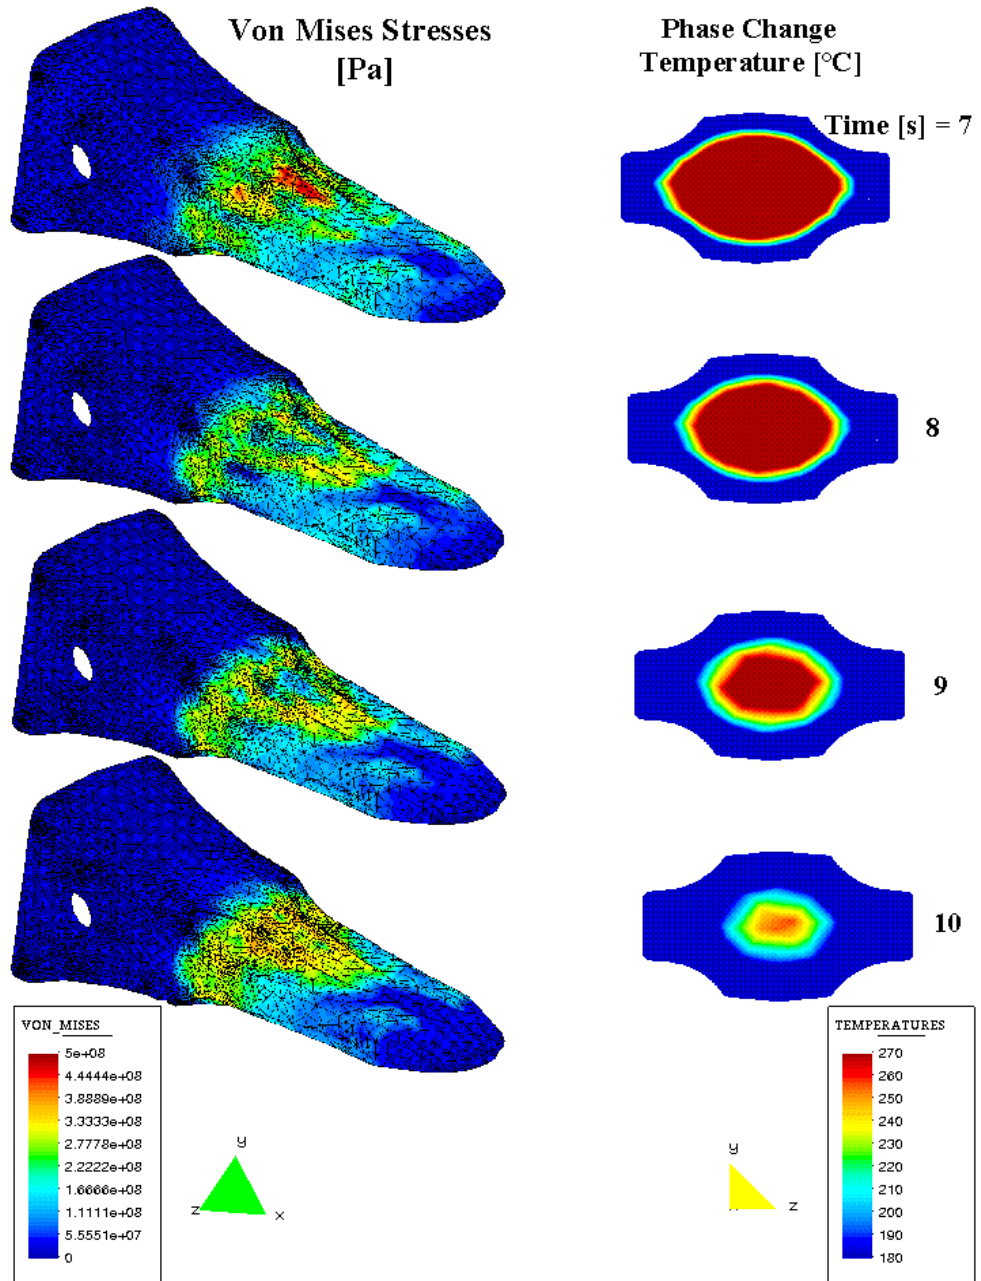 Von Mises Stresses
[Pa]
Phase Change
Temperature [°C]
Time [s] = 7
8
9
10
VON_MISES
5e+08
4.4444e+08
3.8889e+08
3.3333e+08
2.7778e+08
2.2222e+08
1.6666e+08
1.1111e+08
5.5551e+07
0
y
z
x
y
z
TEMPERATURES
270
260
250
240
230
220
210
200
190
180